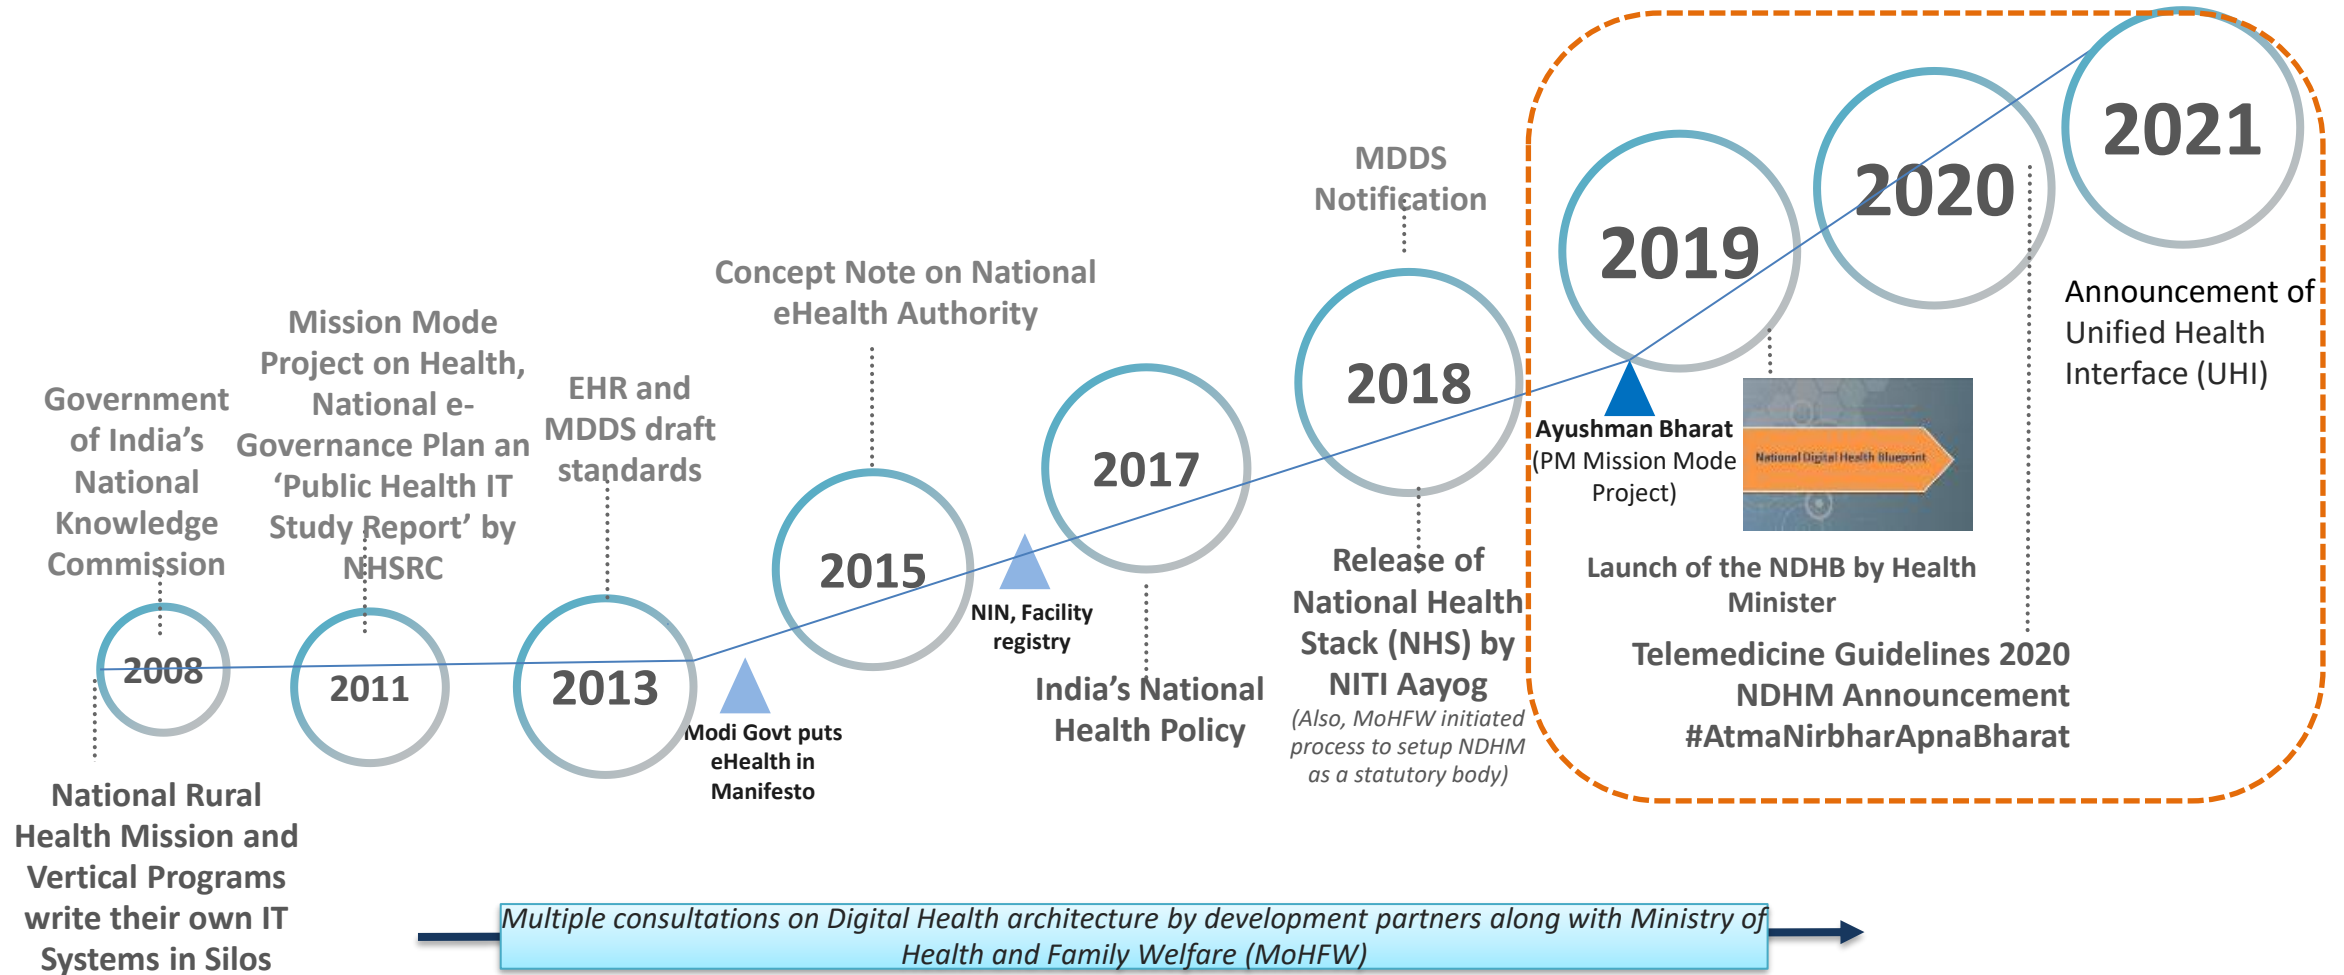 Government
of India's
National
Knowledge
Commission
2008
National Rural
Health Mission and
Vertical Programs
write their own IT
Systems in Silos
Mission Mode
Project on Health,
National e-
Governance Plan an
‘Public Health IT
Study Report’ by
NHSRC
2011
EHR and
MDDS draft
standards
2013
Modi Govt puts
eHealth in
Manifesto
Concept Note on National
eHealth Authority
2015
NIN, Facility
registry
2017
India’s National
Health Policy
MDDS
Notification
2018
Release of
National Health
Stack (NHS) by
NITI Aayog
(Also, MoHFW initiated
process to setup NDHM
as a statutory body)
2019
Ayushman Bharat
(PM Mission Mode
Project)
National Digital Health Blueprint
Launch of the NDHB by Health
Minister
2020
Telemedicine Guidelines 2020
NDHM Announcement
#AtmaNirbharApnaBharat
2021
Announcement of
Unified Health
Interface (UHI)
Multiple consultations on Digital Health architecture by development partners along with Ministry of
Health and Family Welfare (MoHFW)